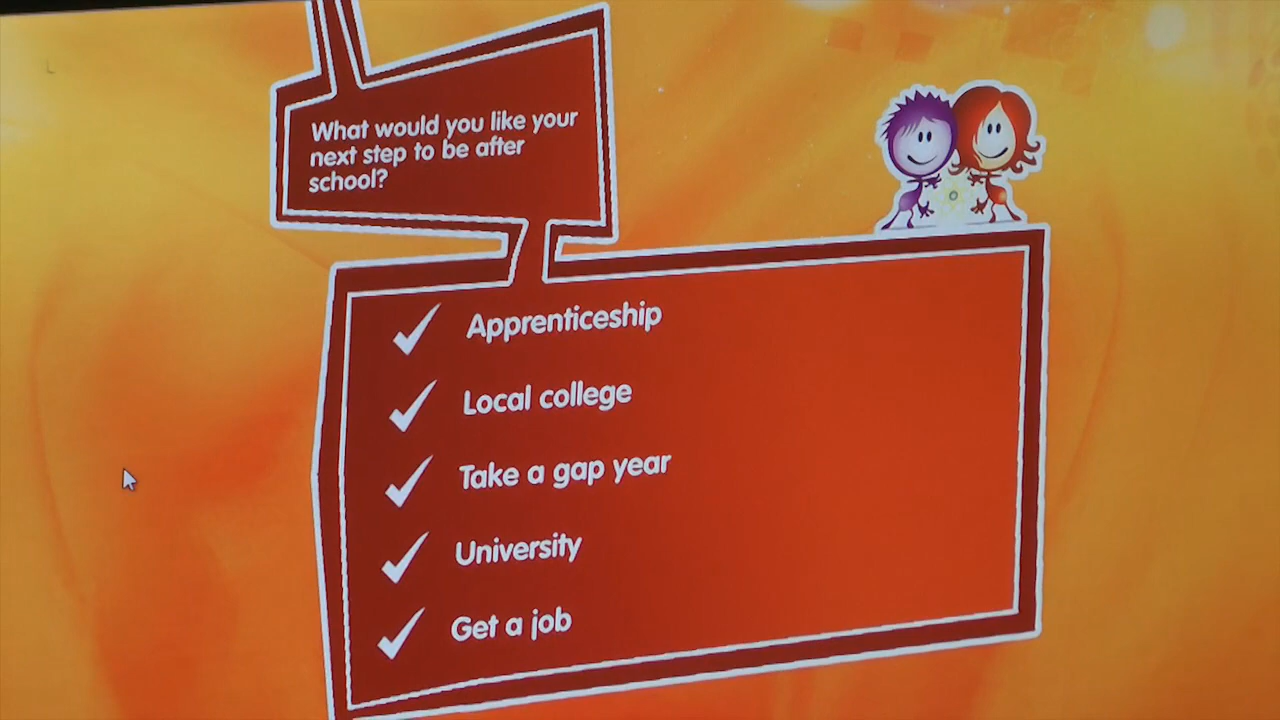 What would you like your
next step to be after
school?
Apprenticeship
Local college
Take a gap year
University
Get a job